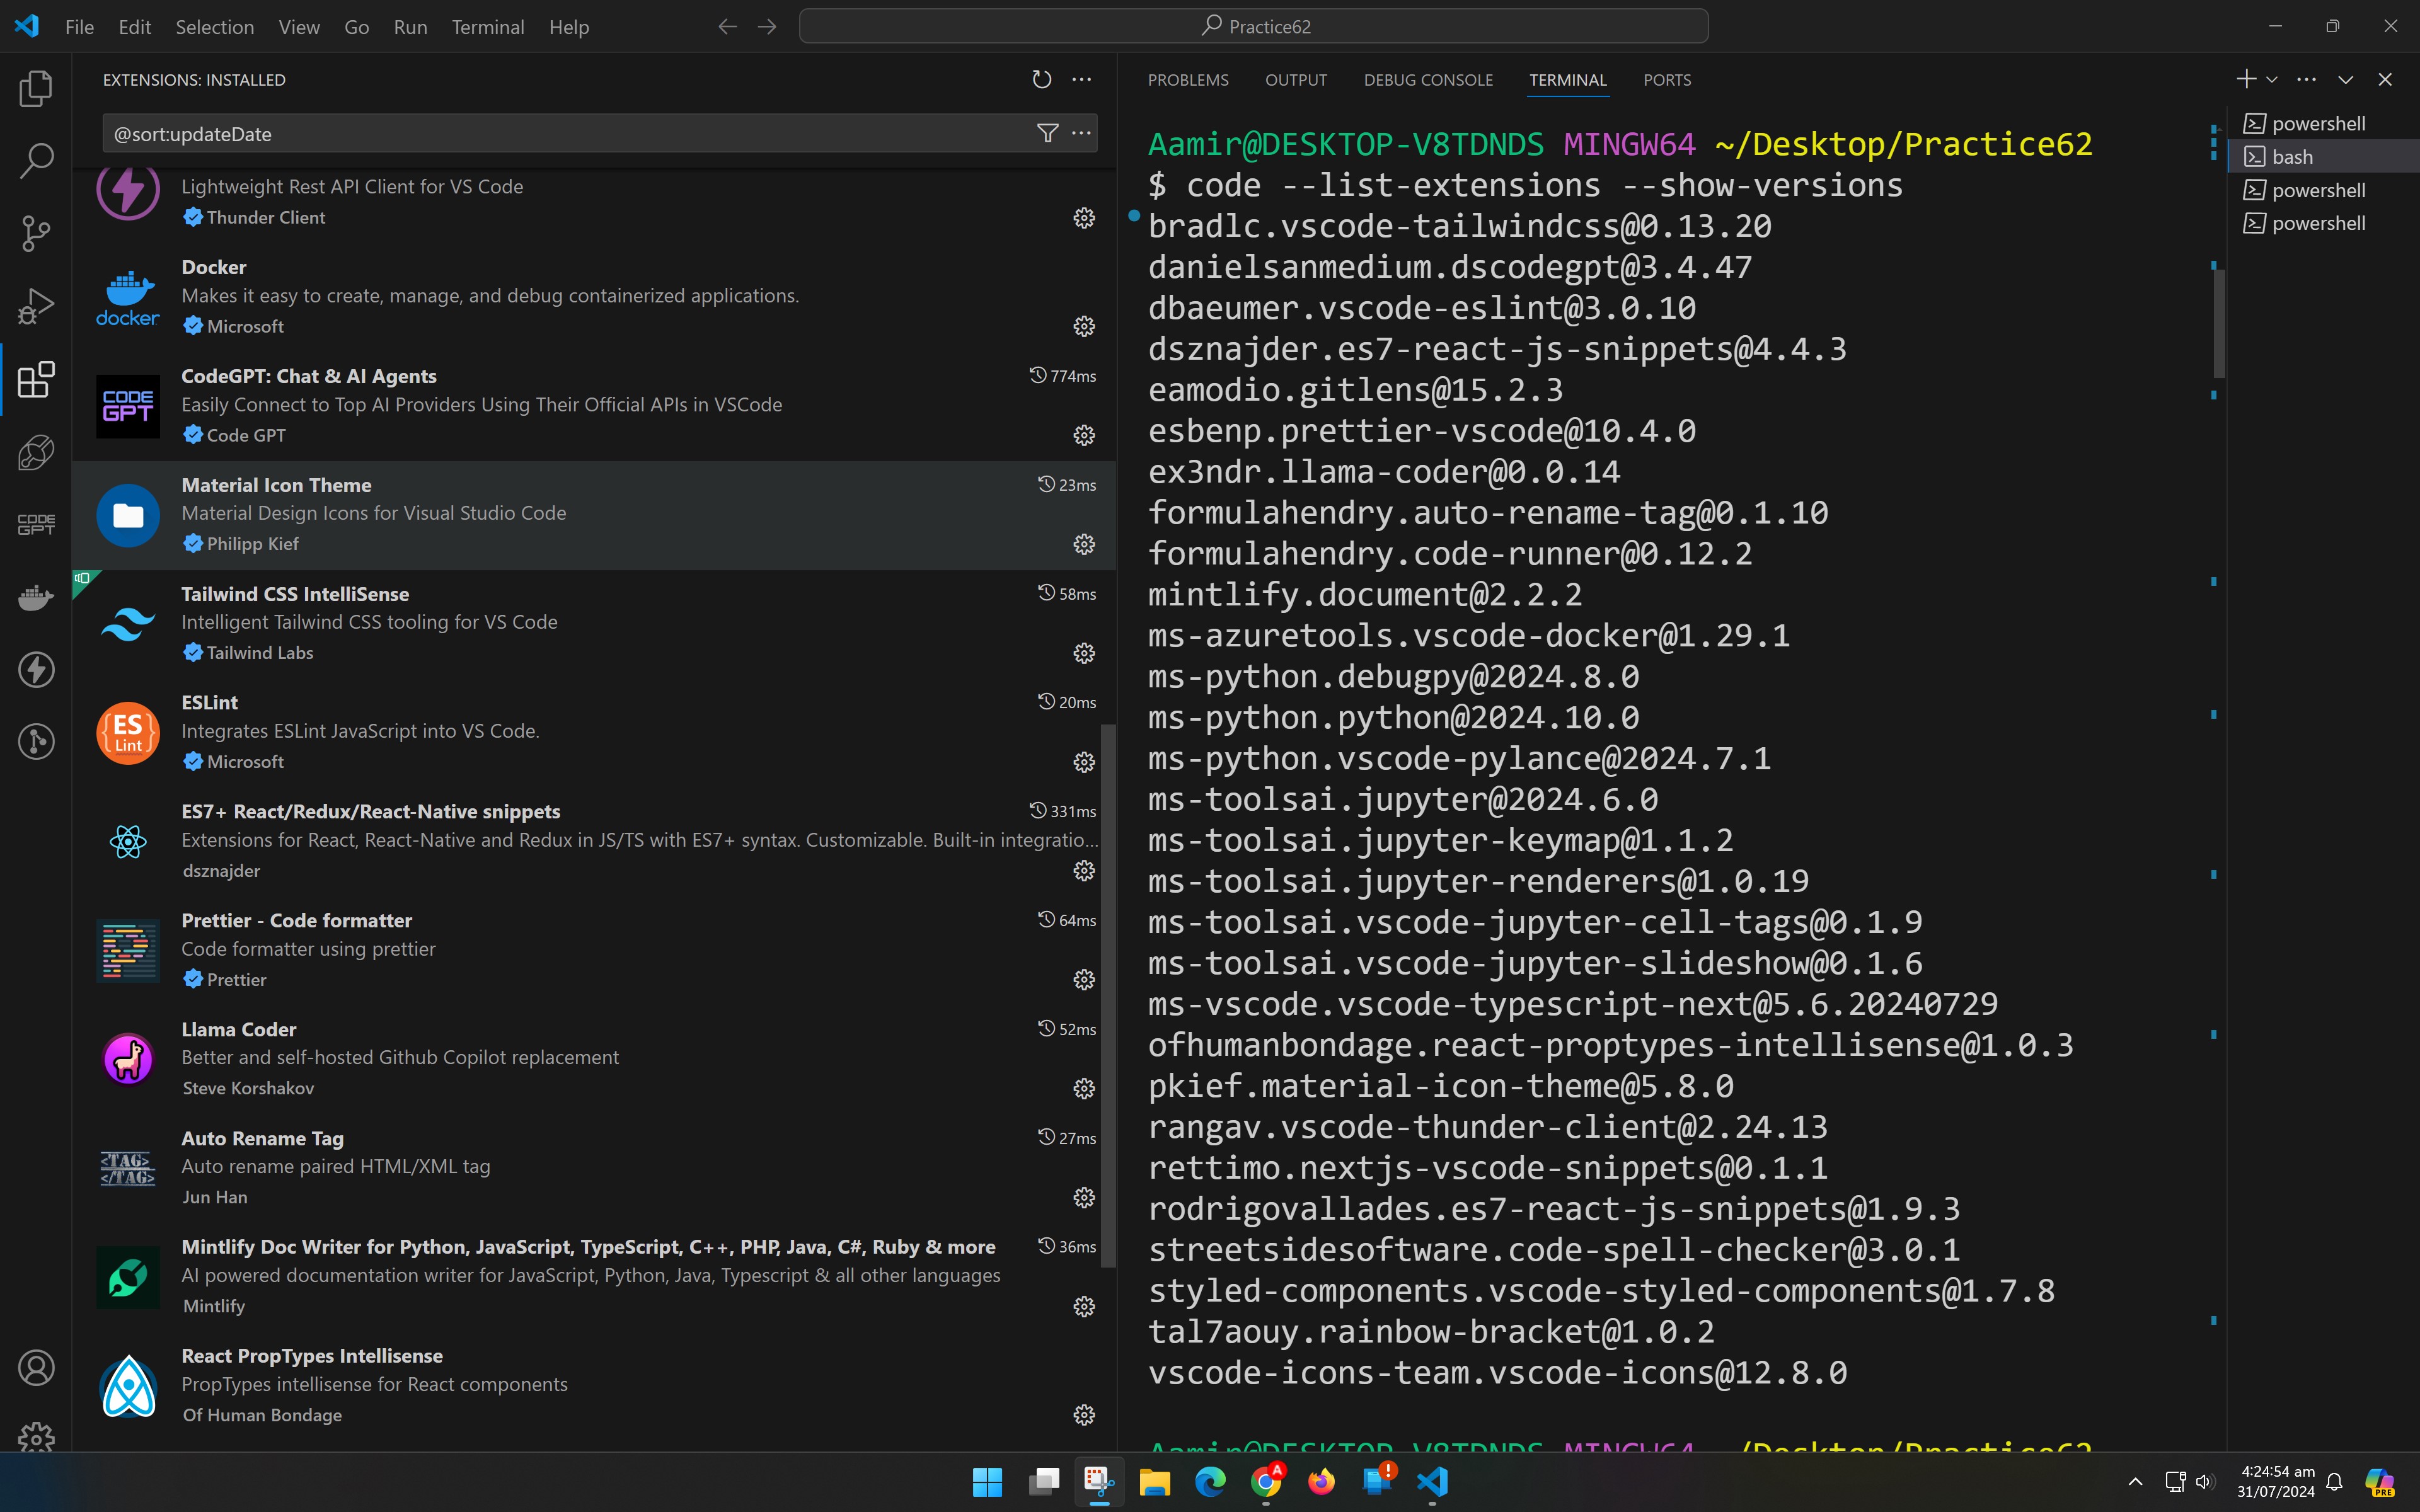 File Edit Selection View Go Run Terminal Help
Practice62
EXTENSIONS: INSTALLED
@sort:updateDate
Lightweight Rest API Client for VS Code
Thunder Client
docker
Docker
Makes it easy to create, manage, and debug containerized applications.
Microsoft
CODE
GPT
CodeGPT: Chat & AI Agents
774ms
Easily Connect to Top AI Providers Using Their Official APIs in VSCode
Code GPT
Material Icon Theme
23ms
Material Design Icons for Visual Studio Code
Philipp Kief
CODE
GPT
Tailwind CSS IntelliSense
58ms
Intelligent Tailwind CSS tooling for VS Code
Tailwind Labs
ES
Lint
ESLint
20ms
Integrates ESLint JavaScript into VS Code.
Microsoft
ES7+ React/Redux/React-Native snippets
331ms
Extensions for React, React-Native and Redux in JS/TS with ES7+ syntax. Customizable. Built-in integratio...
dsznajder
Prettier - Code formatter
64ms
Code formatter using prettier
Prettier
Llama Coder
52ms
Better and self-hosted Github Copilot replacement
Steve Korshakov
<TAG>
</TAG>
Auto Rename Tag
27ms
Auto rename paired HTML/XML tag
Jun Han
Mintlify Doc Writer for Python, JavaScript, TypeScript, C++, PHP, Java, C#, Ruby & more
36ms
AI powered documentation writer for JavaScript, Python, Java, Typescript & all other languages
Mintlify
React PropTypes Intellisense
PropTypes intellisense for React components
Of Human Bondage
PROBLEMS OUTPUT DEBUG CONSOLE TERMINAL PORTS
Aamir@DESKTOP-V8TDNDS MINGW64 ~/Desktop/Practice62
$ code --list-extensions --show-versions
bradlc.vscode-tailwindcss@0.13.20
danielsanmedium.dscodegpt@3.4.47
dbaeumer.vscode-eslint@3.0.10
dsznajder.es7-react-js-snippets@4.4.3
eamodio.gitlens@15.2.3
esbenp.prettier-vscode@10.4.0
ex3ndr.llama-coder@0.0.14
formulahendry.auto-rename-tag@0.1.10
formulahendry.code-runner@0.12.2
mintlify.document@2.2.2
ms-azuretools.vscode-docker@1.29.1
ms-python.debugpy@2024.8.0
ms-python.python@2024.10.0
ms-python.vscode-pylance@2024.7.1
ms-toolsai.jupyter@2024.6.0
ms-toolsai.jupyter-keymap@1.1.2
ms-toolsai.jupyter-renderers@1.0.19
ms-toolsai.vscode-jupyter-cell-tags@0.1.9
ms-toolsai.vscode-jupyter-slideshow@0.1.6
ms-vscode.vscode-typescript-next@5.6.20240729
ofhumanbondage.react-proptypes-intellisense@1.0.3
pkief.material-icon-theme@5.8.0
rangav.vscode-thunder-client@2.24.13
rettimo.nextjs-vscode-snippets@0.1.1
rodrigovallades.es7-react-js-snippets@1.9.3
streetsidesoftware.code-spell-checker@3.0.1
styled-components.vscode-styled-components@1.7.8
tal7aouy.rainbow-bracket@1.0.2
vscode-icons-team.vscode-icons@12.8.0
Aamir@DESKTOP-V8TDNDS MINGW64 ~/Desktop/Practice62
powershell
bash
powershell
powershell
A
4:24:54 am
31/07/2024
PRE